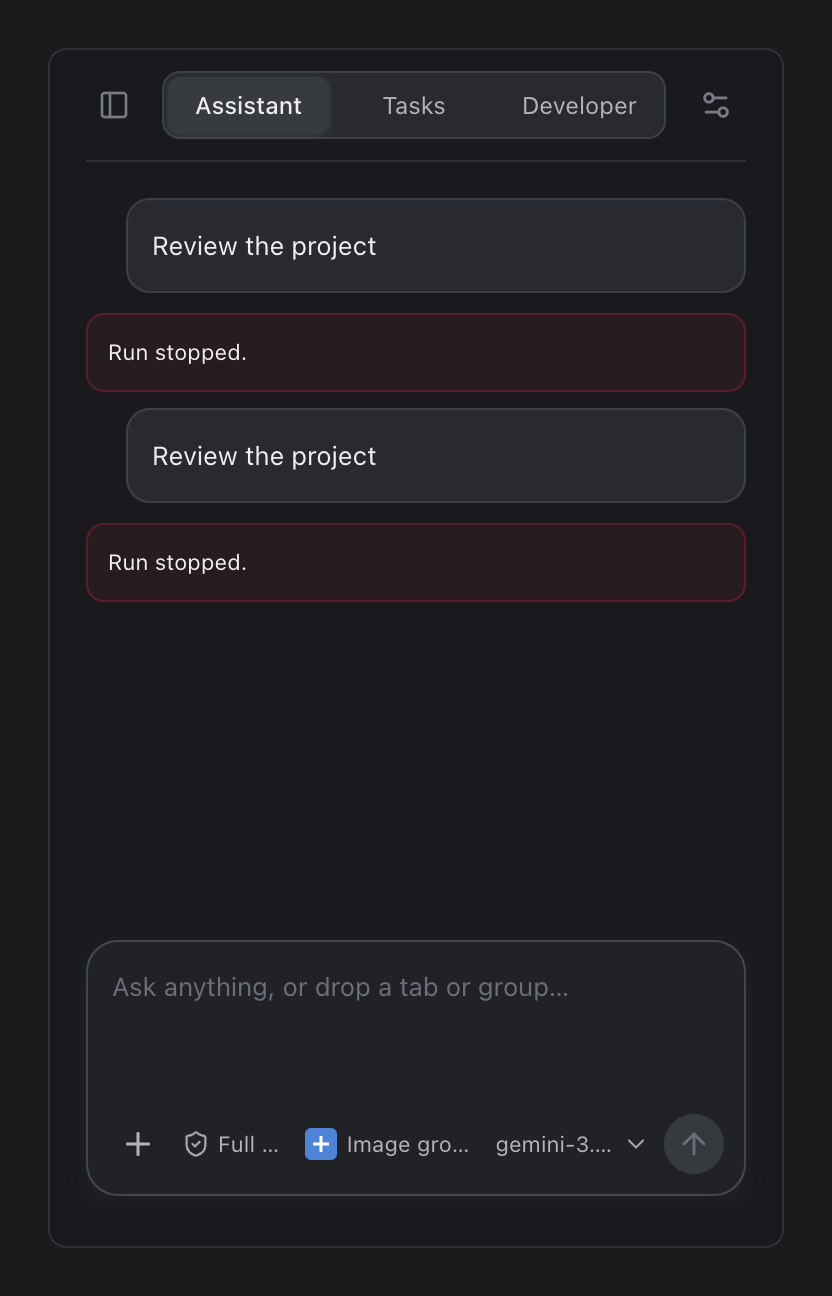 Assistant
Tasks
Developer
Review the project
Run stopped.
Review the project
Run stopped.
Ask anything, or drop a tab or group...
Full ...
Image gro...
gemini-3....